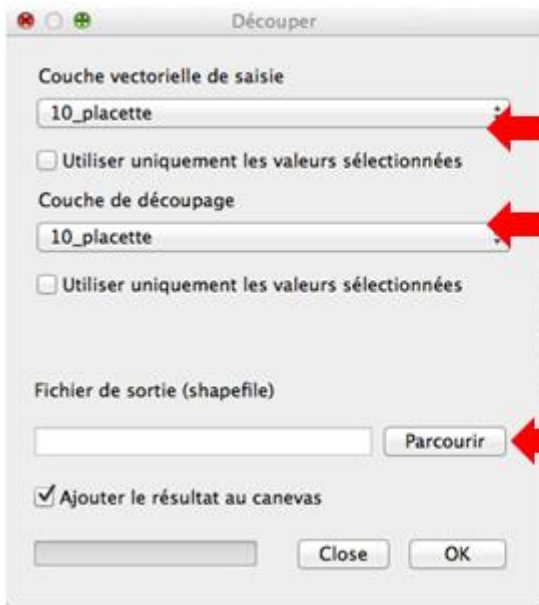 Découper
Couche vectorielle de saisie
10_placette
Utiliser uniquement les valeurs sélectionnées
Couche de découpage
10_placette
Utiliser uniquement les valeurs sélectionnées
Fichier de sortie (shapefile)
Parcourir
Ajouter le résultat au canevas
Close OK